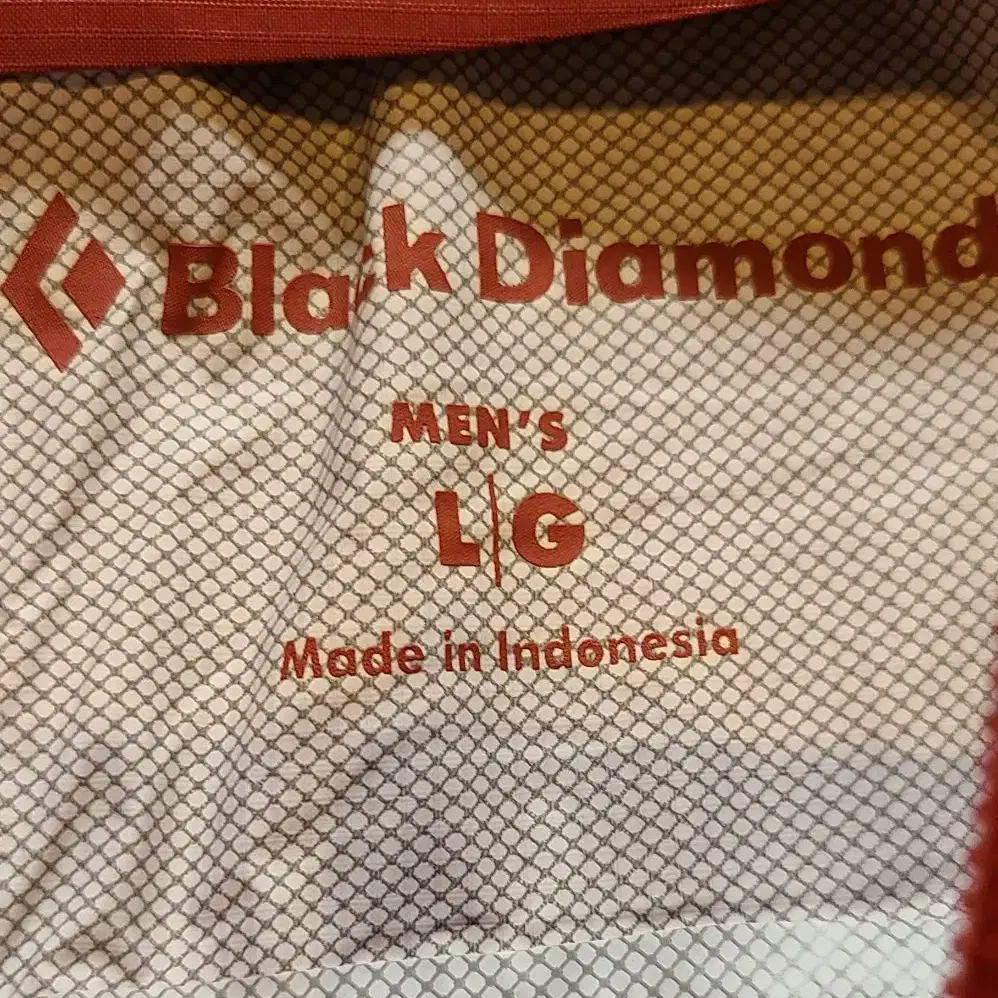 Black Diamond
MEN'S
L|G
Made in Indonesia